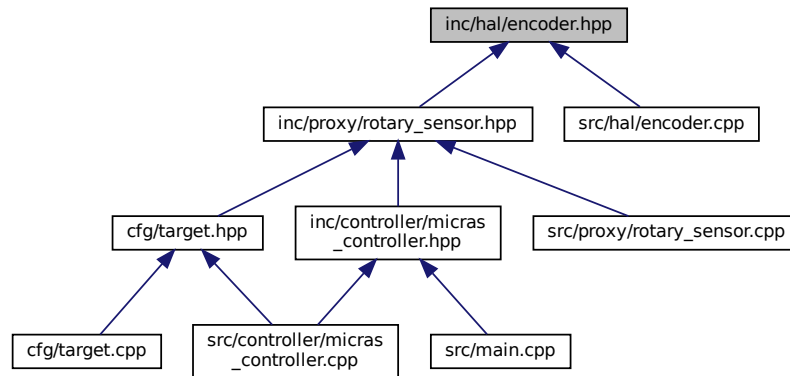 inc/hal/encoder.hpp
inc/proxy/rotary_sensor.hpp
src/hal/encoder.cpp
cfg/target.hpp
inc/controller/micras
_controller.hpp
src/proxy/rotary_sensor.cpp
cfg/target.cpp
src/controller/micras
_controller.cpp
src/main.cpp